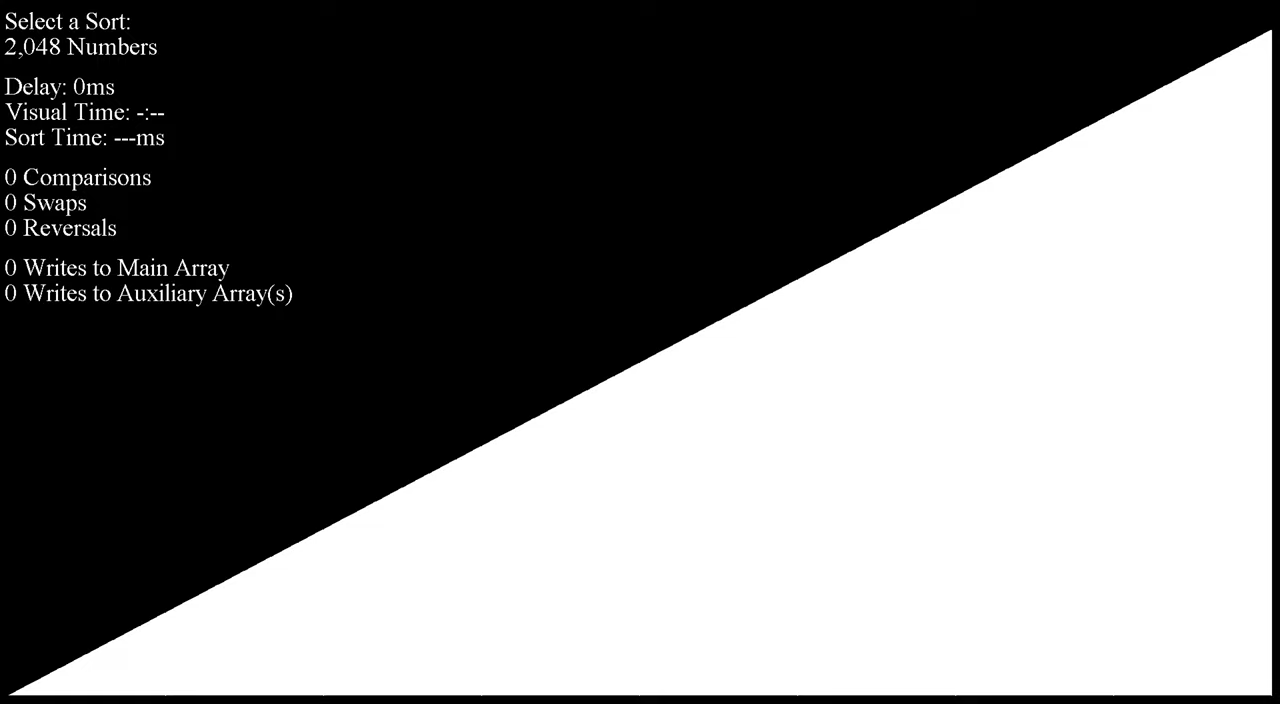 Select a Sort:
2,048 Numbers
Delay: 0ms
Visual Time: -:--
Sort Time: ---ms
0 Comparisons
0 Swaps
0 Reversals
0 Writes to Main Array
0 Writes to Auxiliary Array(s)